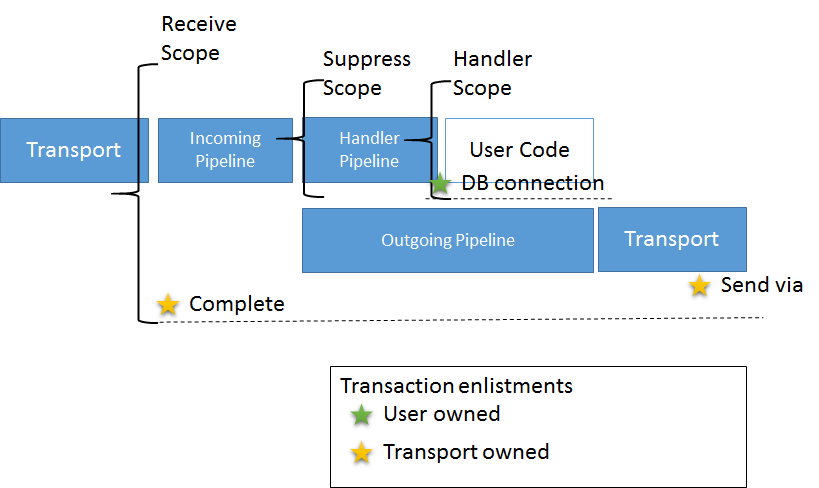 Receive
Scope
Suppress
Scope
Handler
Scope
Transport
Incoming
Pipeline
Handler
Pipeline
User Code
DB connection
Outgoing Pipeline
Transport
Send via
Complete
Transaction enlistments
User owned
Transport owned